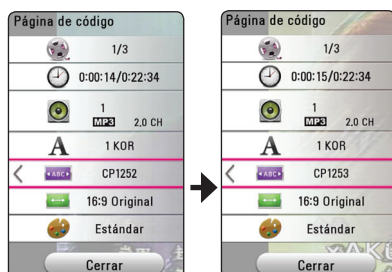 Página de código
1/3
0:00:14/0:22:34
1
MP3 2,0 CH
A 1 KOR
ABC CP1252
16:9 Original
Estándar
Cerrar
Página de código
1/3
0:00:15/0:22:34
1
MP3 2,0 CH
A 1 KOR
ABC CP1253
16:9 Original
Estándar
Cerrar